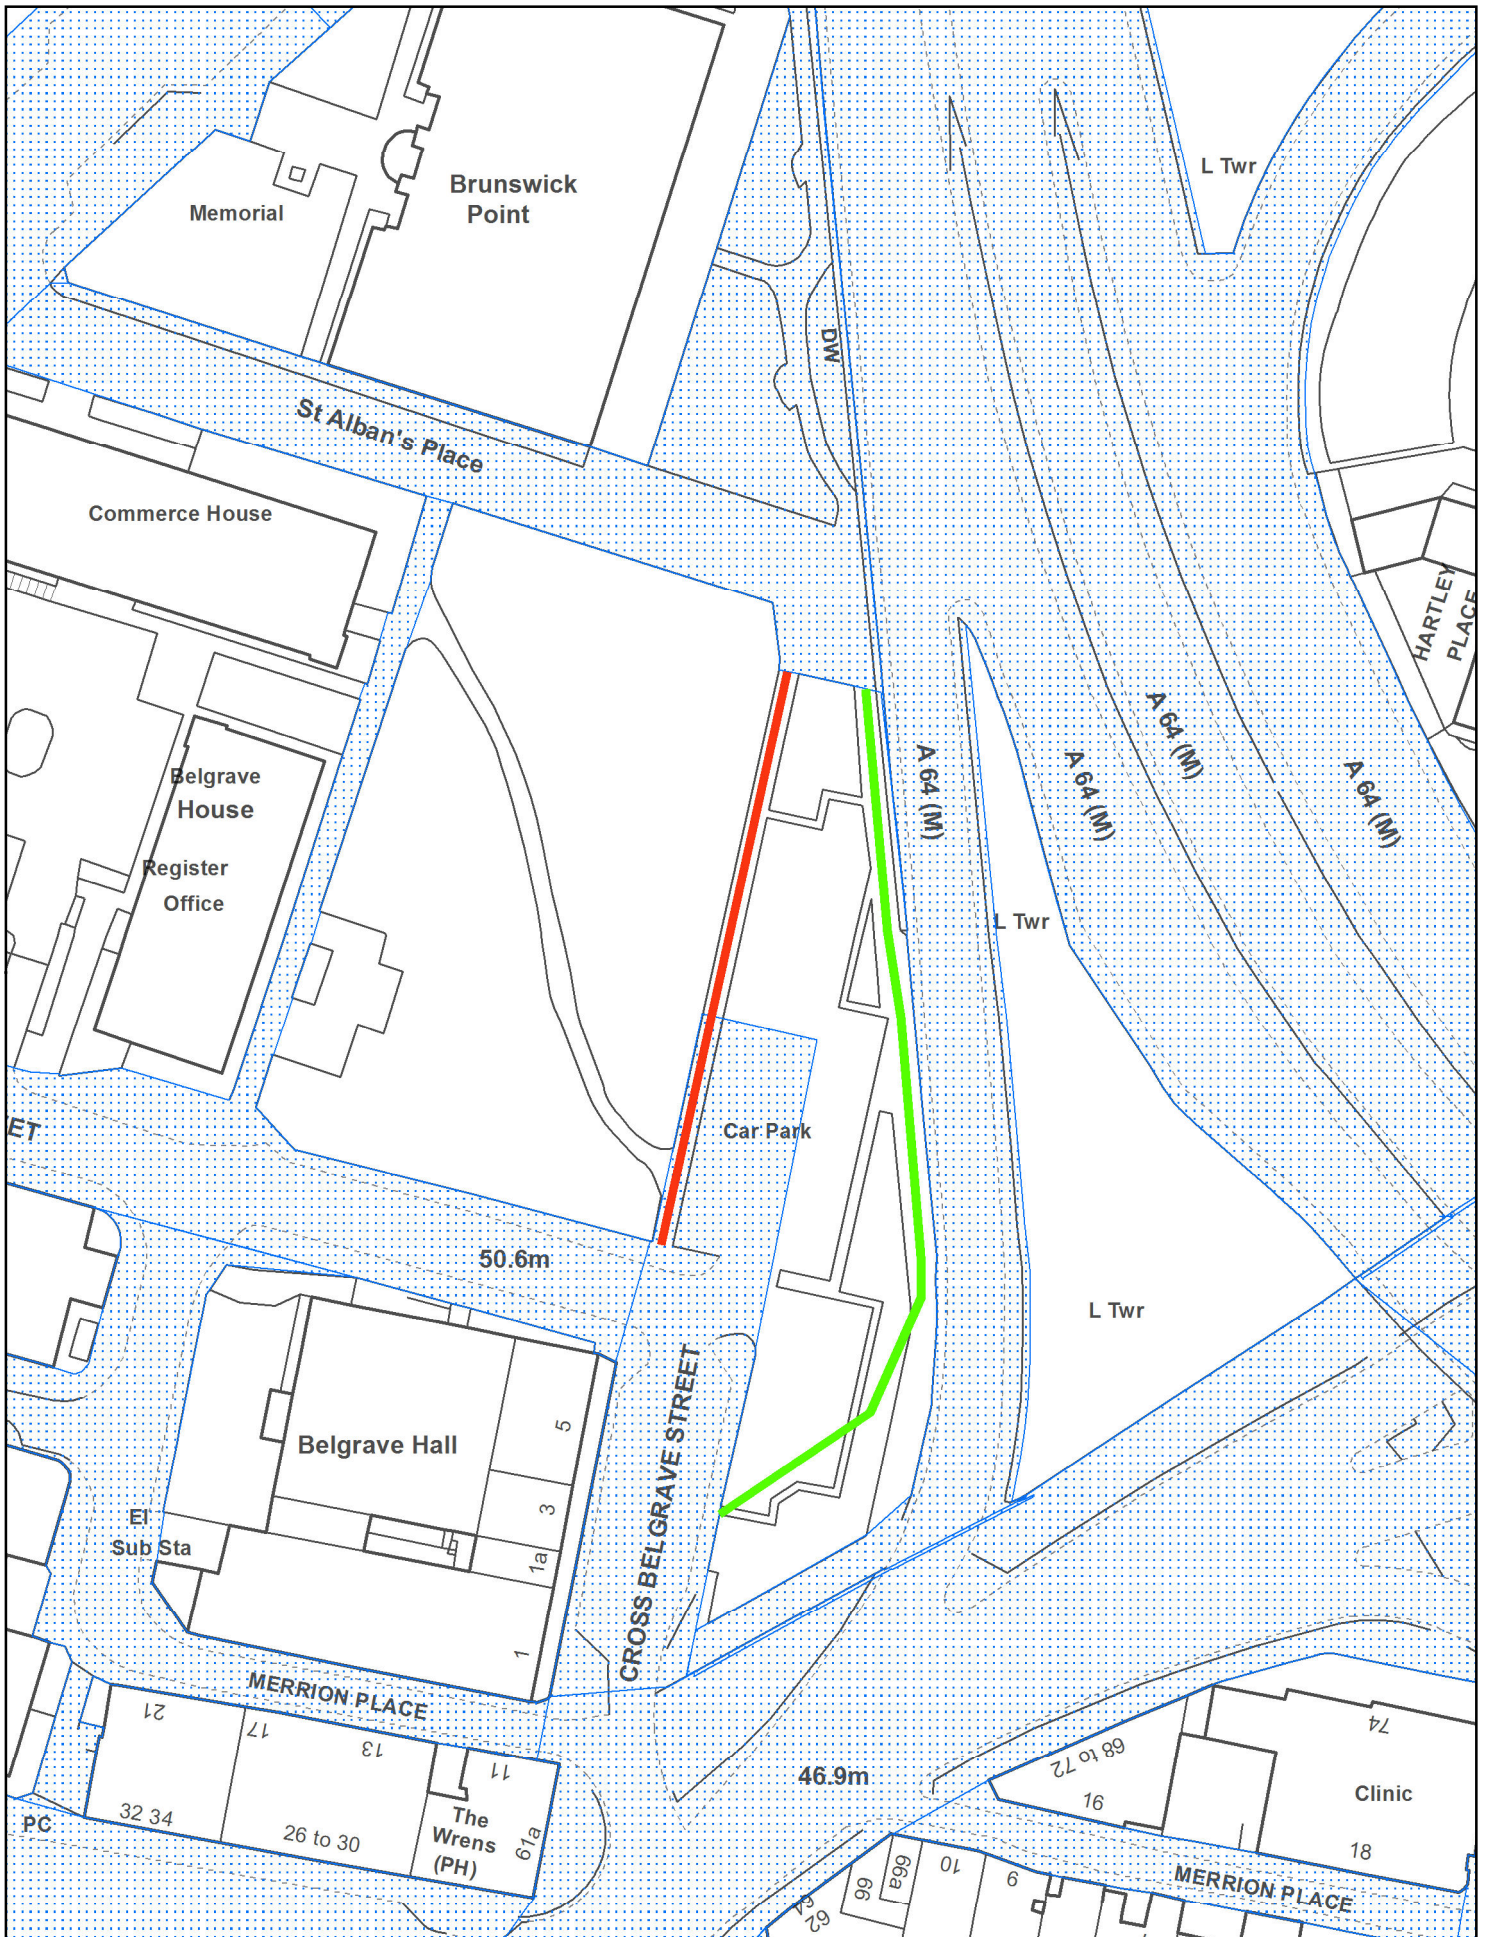 L Twr
Brunswick
Point
Memorial
DW
St Alban's Place
Commerce House
HARTLEY
PLACE
A 64 (M)
A 64 (M)
A 64 (M)
A 64 (M)
Belgrave
House
Register
Office
L Twr
Car Park
ET
50.6m
L Twr
CROSS BELGRAVE STREET
5
Belgrave Hall
3
El
Sub Sta
1a
1
MERRION PLACE
21
17
13
11
74
68 to 72
46.9m
16
Clinic
PC
32 34
26 to 30
The
Wrens
(PH)
61a
18
66a
66
10
9
MERRION PLACE
62